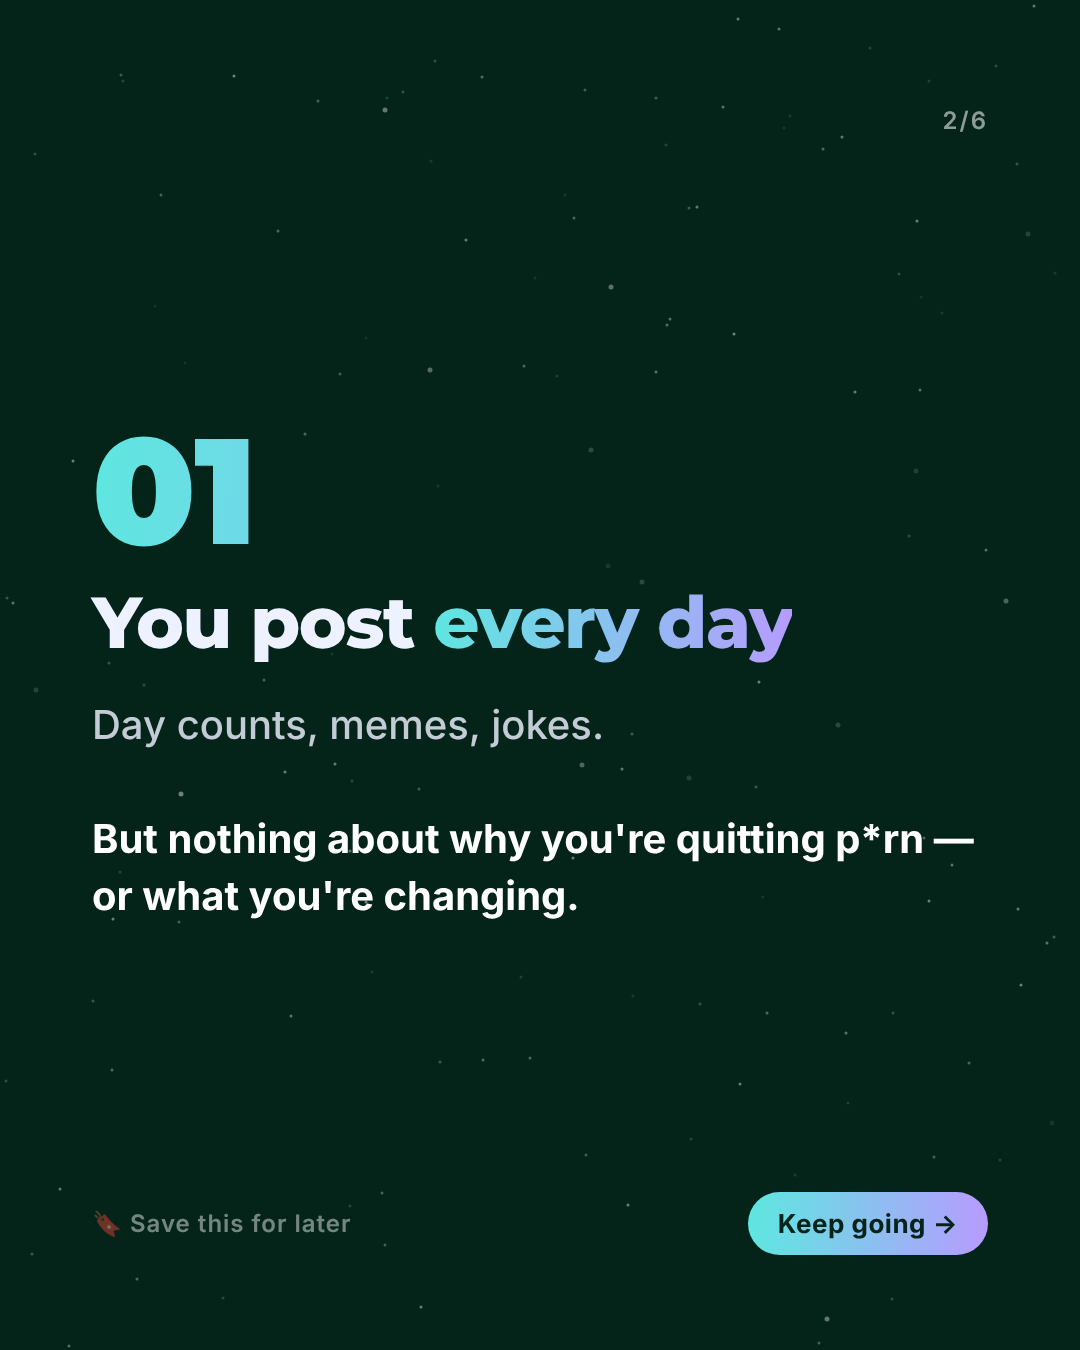 2/6
01
You post every day
Day counts, memes, jokes.
But nothing about why you're quitting p*rn —
or what you're changing.
🔖 Save this for later
Keep going →